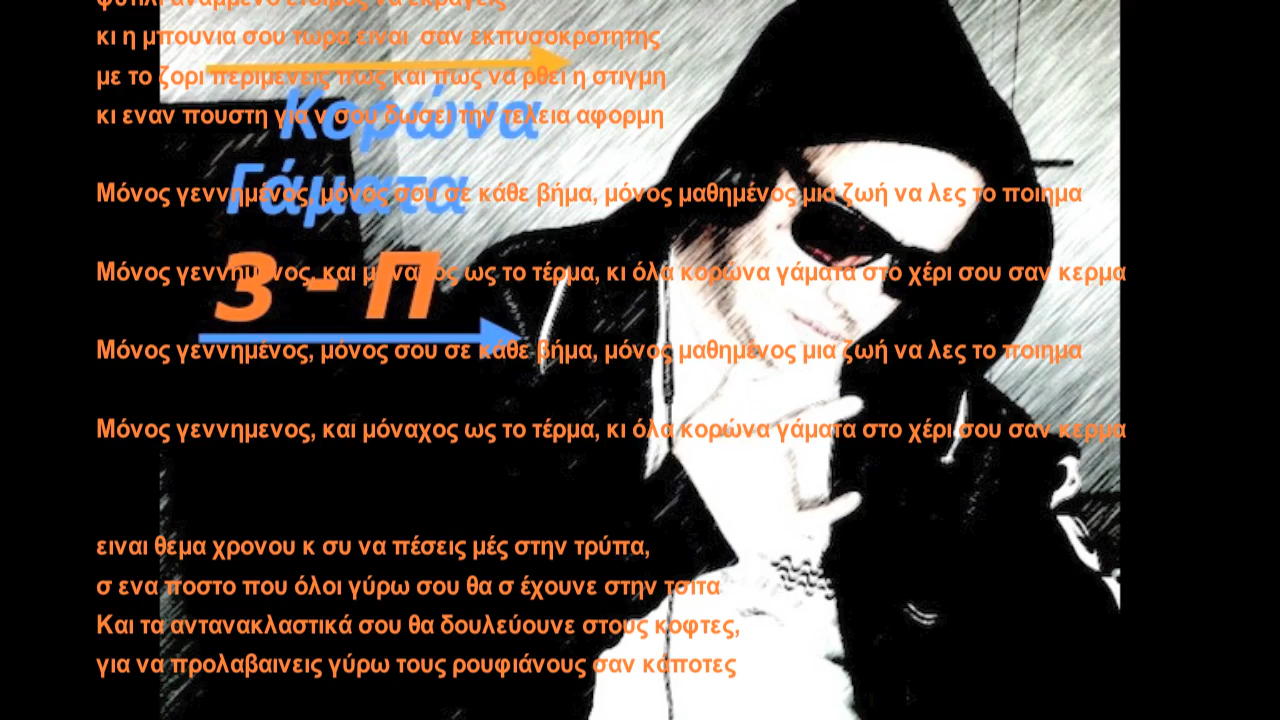 φυτιλι αναμμενο ετοιμος να εκραγεις
κι η μπουνια σου τωρα ειναι σαν εκπυσοκροτητης
με το ζορι περιμενεις πως και πως να ρθει η στιγμη
κι εναν πουστη για ν σου δωσει την τελεια αφορμη
Κορώνα
Γάματα
3 - Π
Μόνος γεννημένος, μόνος σου σε κάθε βήμα, μόνος μαθημένος μια ζωή να λες το ποιημα
Μόνος γεννημενος, και μόναχος ως το τέρμα, κι όλα κορώνα γάματα στο χέρι σου σαν κερμα
Μόνος γεννημένος, μόνος σου σε κάθε βήμα, μόνος μαθημένος μια ζωή να λες το ποιημα
Μόνος γεννημενος, και μόναχος ως το τέρμα, κι όλα κορώνα γάματα στο χέρι σου σαν κερμα
ειναι θεμα χρονου κ συ να πέσεις μές στην τρύπα,
σ ενα ποστο που όλοι γύρω σου θα σ έχουνε στην τσιτα
Και τα αντανακλαστικά σου θα δουλεύουνε στους κοφτες,
για να προλαβαινεις γύρω τους ρουφιάνους σαν κάποτες